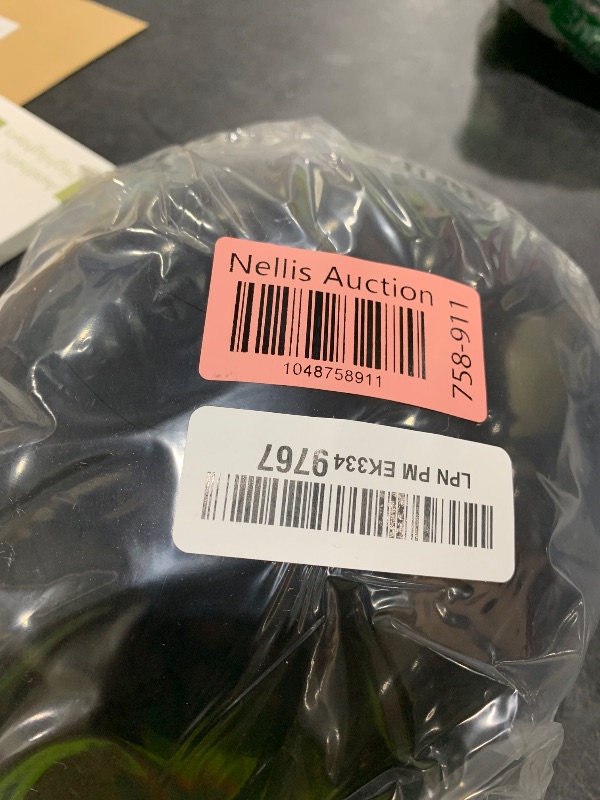 Nellis Auction
1048758911
758-911
LPN PM EK334 9767